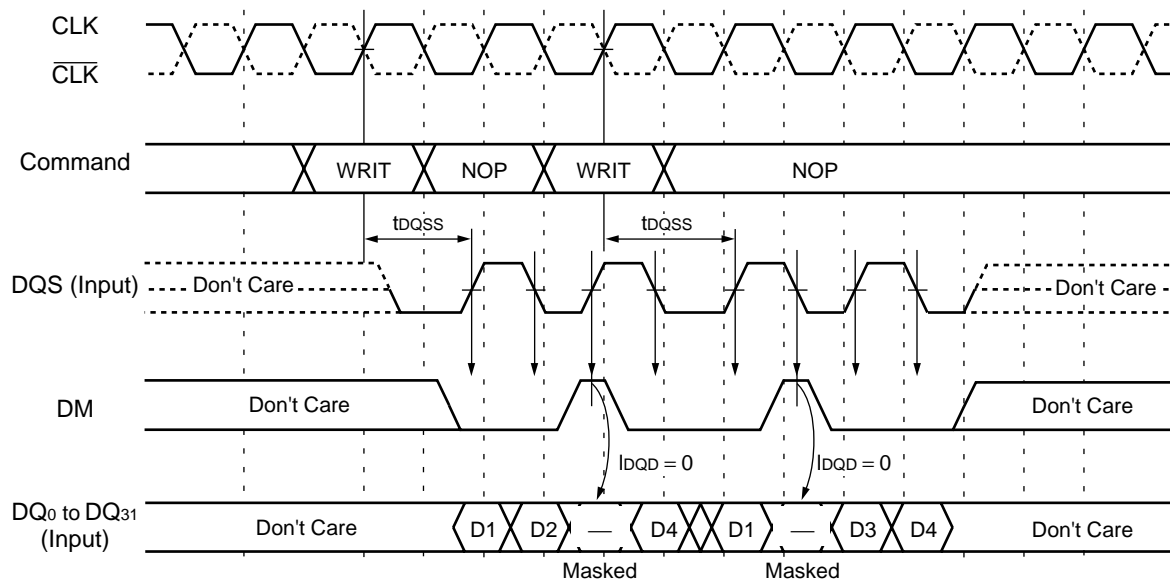 CLK
CLK
Command
WRIT NOP WRIT NOP
tDQSS tDQSS
DQS (Input)
Don't Care Don't Care
DM
Don't Care Don't Care
lDQD = 0 lDQD = 0
DQ0 to DQ31
(Input)
Don't Care D1 D2 — D4 D1 — D3 D4 Don't Care
Masked Masked